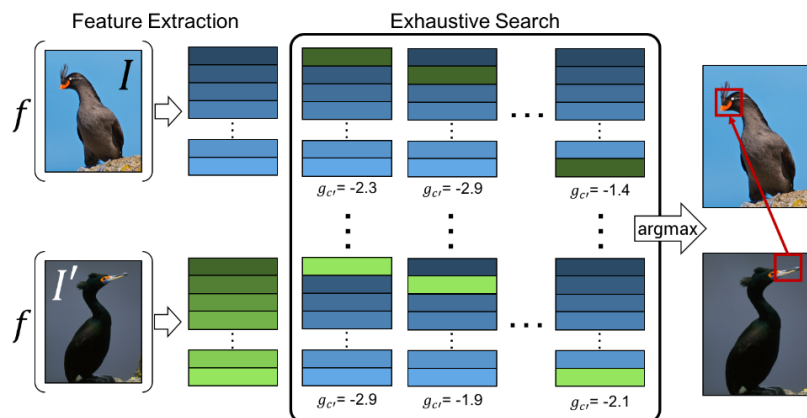 Feature Extraction
Exhaustive Search
f
I
...
g_c' = -2.3
g_c' = -2.9
g_c' = -1.4
argmax
f
I'
...
g_c' = -2.9
g_c' = -1.9
g_c' = -2.1